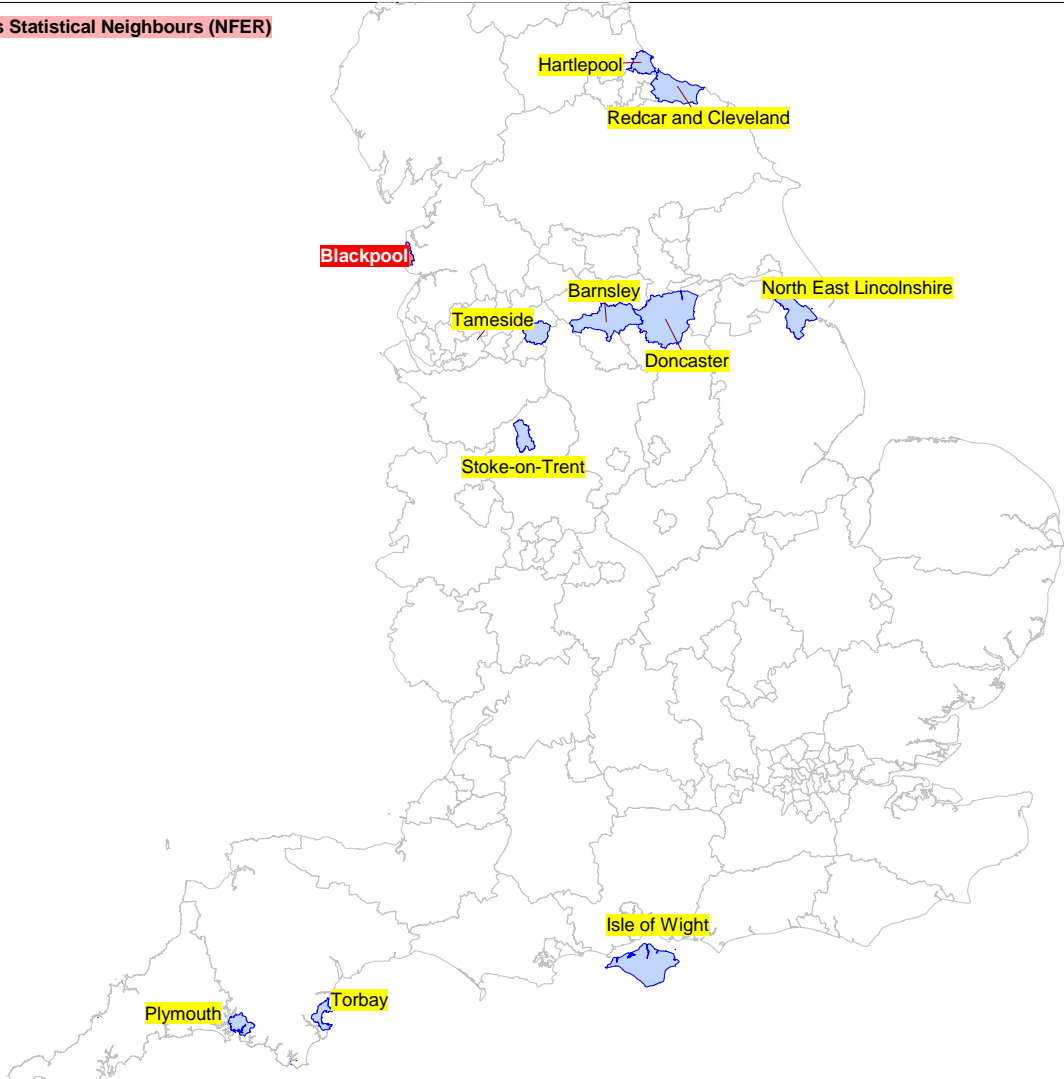 s Statistical Neighbours (NFER)
Hartlepool
Redcar and Cleveland
Blackpool
Barnsley
North East Lincolnshire
Tameside
Doncaster
Stoke-on-Trent
Isle of Wight
Torbay
Plymouth